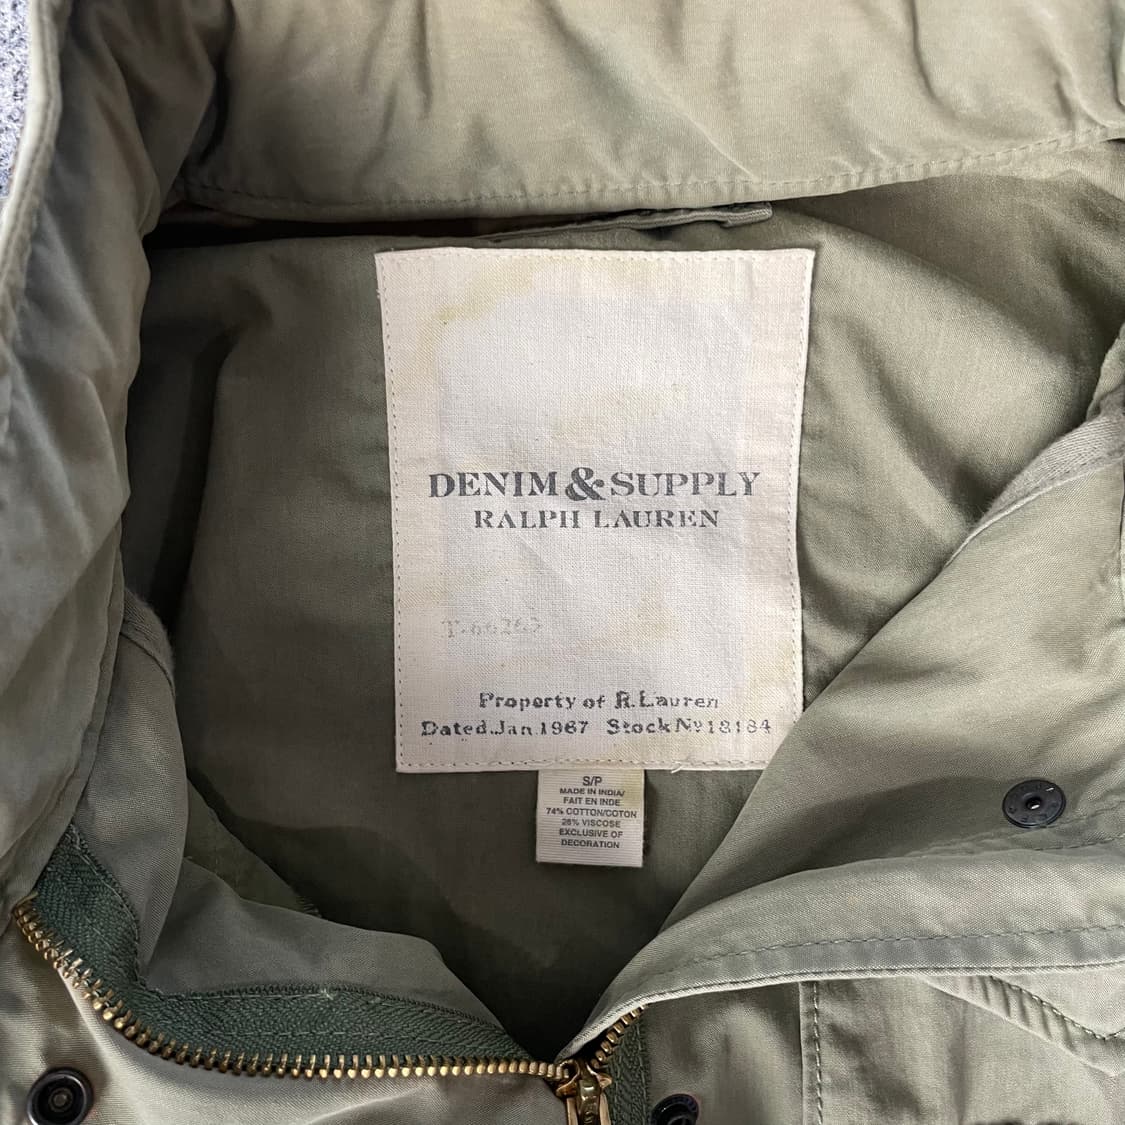 DENIM & SUPPLY
RALPH LAUREN
T-66263
Property of R.Lauren
Dated.Jan.1967 Stock No 18184
S/P
MADE IN INDIA/
FAIT EN INDE
74% COTTON/COTON
26% VISCOSE
EXCLUSIVE OF
DECORATION